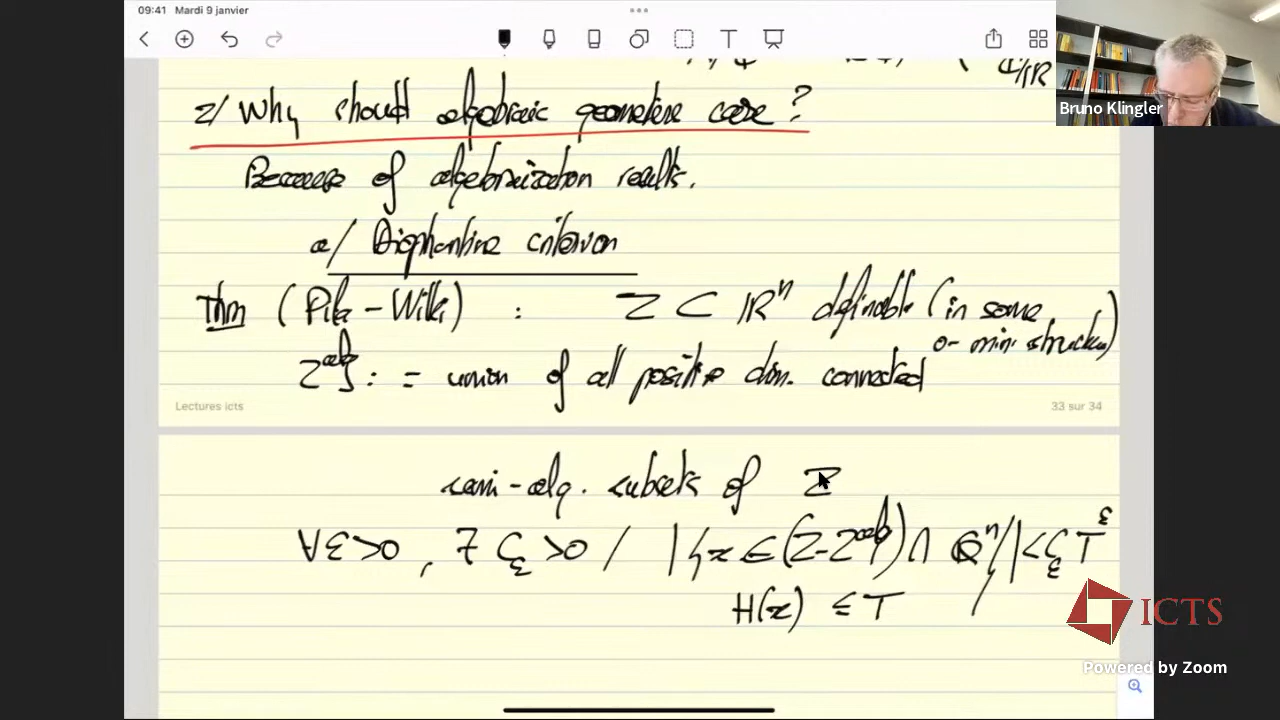 09:41 Mardi 9 janvier
Bruno Klingler
2/ Why should algebraic geometers care?
Because of algebraization results.
a/ Diophantine criterion
Thm (Pila - Wilki) : Z ⊂ ℝⁿ definable (in some
o-min. structure)
Z^alg := union of all positive dim. connected
Lectures icts
33 sur 34
semi-alg. subsets of Z
∀ε>0, ∃ C_ε >0 / |{x ∈ (Z - Z^alg) ∩ ℚⁿ / | < C_ε T^ε
H(x) ≤ T
ICTS
Powered by Zoom